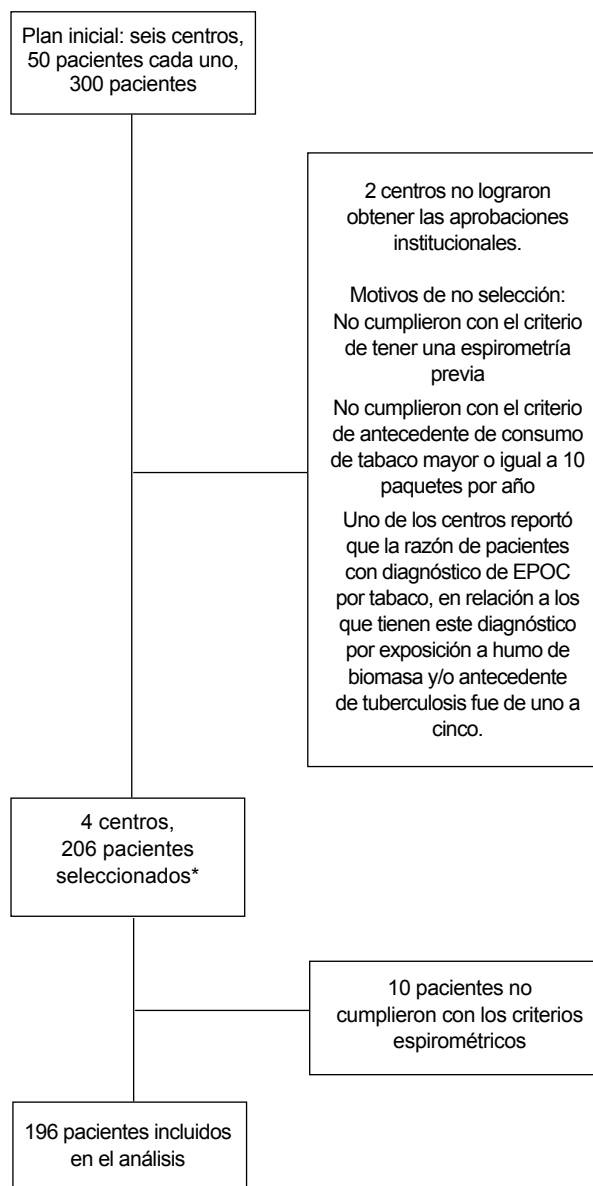 Plan inicial: seis centros,
50 pacientes cada uno,
300 pacientes
2 centros no lograron
obtener las aprobaciones
institucionales.
Motivos de no selección:
No cumplieron con el criterio
de tener una espirometría
previa
No cumplieron con el criterio
de antecedente de consumo
de tabaco mayor o igual a 10
paquetes por año
Uno de los centros reportó
que la razón de pacientes
con diagnóstico de EPOC
por tabaco, en relación a los
que tienen este diagnóstico
por exposición a humo de
biomasa y/o antecedente
de tuberculosis fue de uno a
cinco.
4 centros,
206 pacientes
seleccionados*
10 pacientes no
cumplieron con los criterios
espirométricos
196 pacientes incluidos
en el análisis